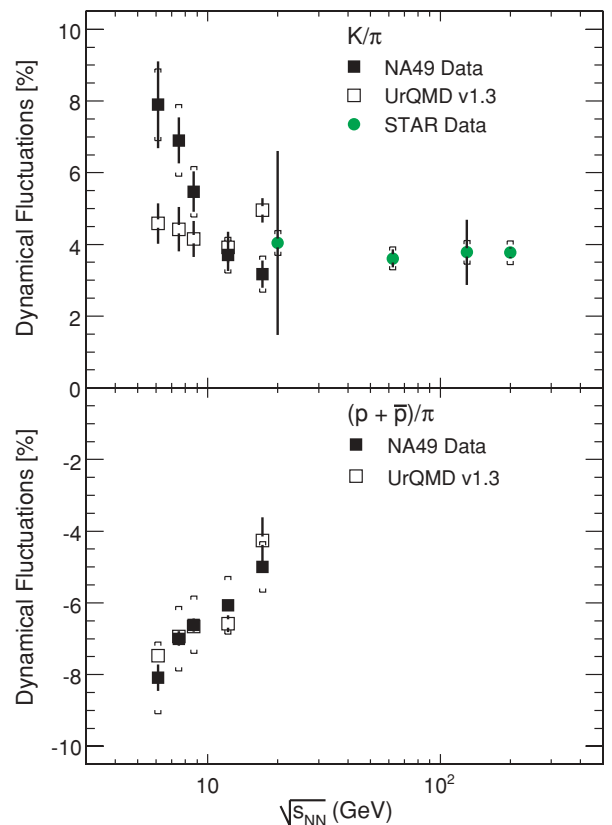 K/π
NA49 Data
UrQMD v1.3
STAR Data
Dynamical Fluctuations [%]
10
8
6
4
2
0
(p + p̅)/π
NA49 Data
UrQMD v1.3
Dynamical Fluctuations [%]
-2
-4
-6
-8
-10
10
10²
√s_NN (GeV)